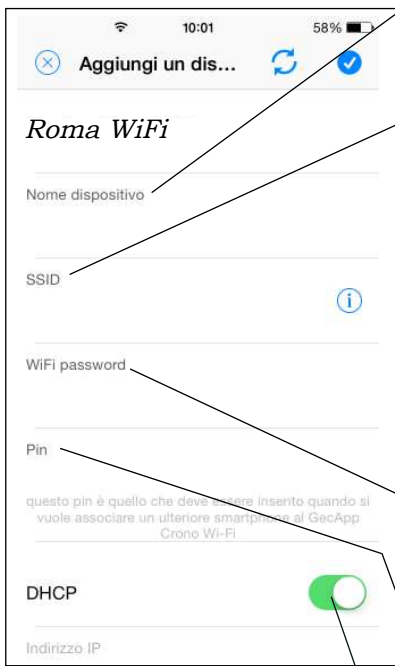 10:01 58%
Aggiungi un dis...
Roma WiFi
Nome dispositivo
SSID
WiFi password
Pin
questo pin è quello che deve essere inserito quando si
vuole associare un ulteriore smartphone al GecApp
Crono Wi-Fi
DHCP
Indirizzo IP